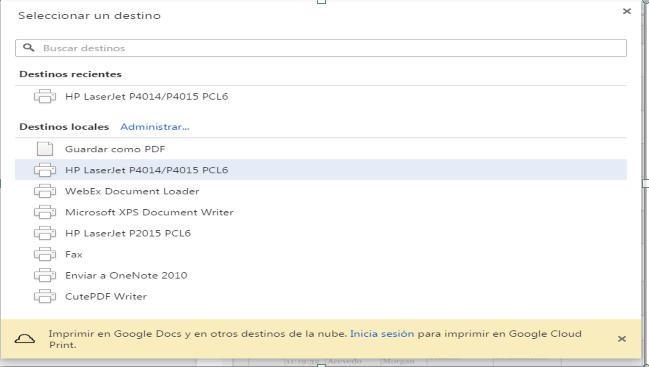 Seleccionar un destino
Buscar destinos
Destinos recientes
HP LaserJet P4014/P4015 PCL6
Destinos locales Administrar...
Guardar como PDF
HP LaserJet P4014/P4015 PCL6
WebEx Document Loader
Microsoft XPS Document Writer
HP LaserJet P2015 PCL6
Fax
Enviar a OneNote 2010
CutePDF Writer
Imprimir en Google Docs y en otros destinos de la nube. Inicia sesión para imprimir en Google Cloud
Print.
Acevedo Morgan